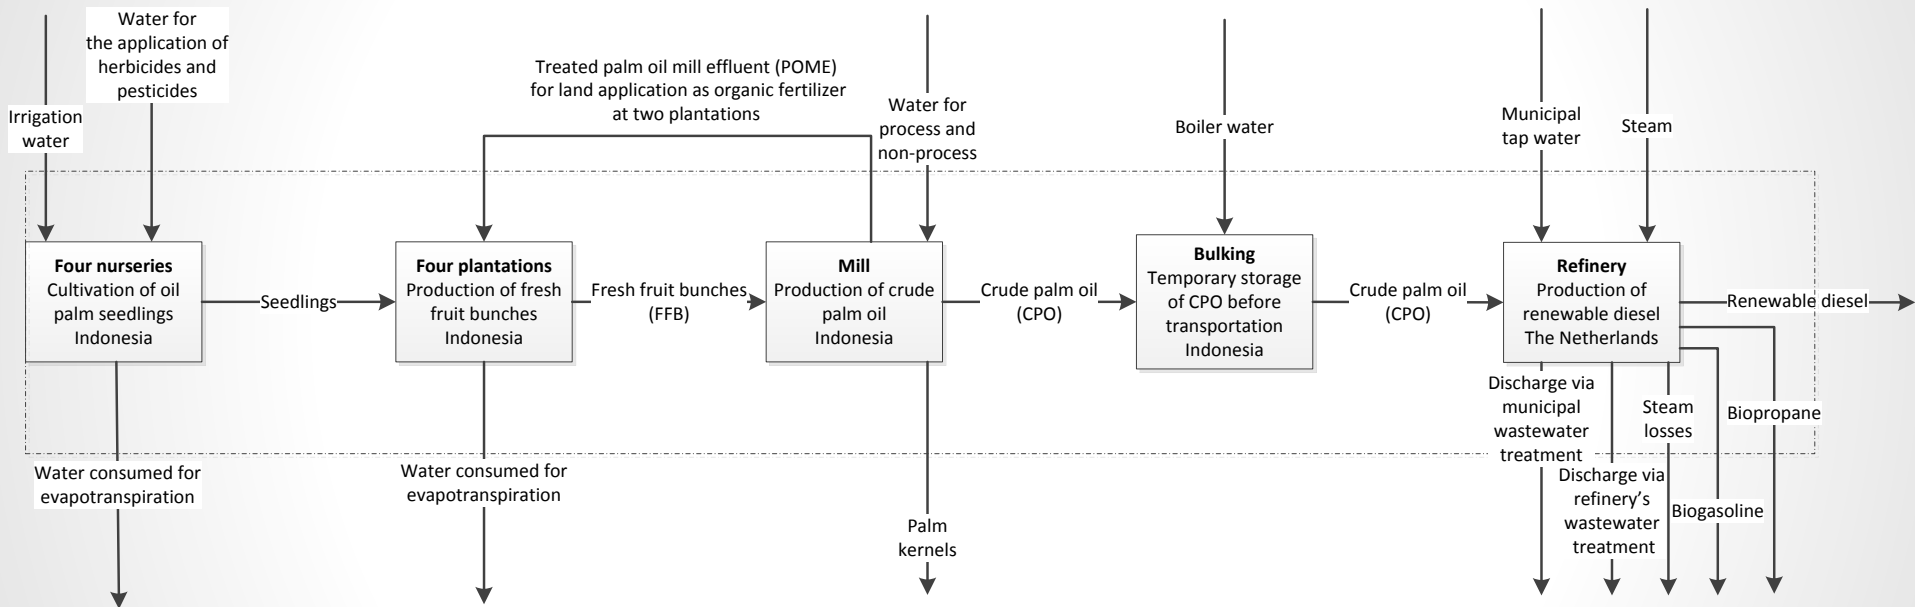 Water for
the application of
herbicides and
pesticides
Irrigation
water
Treated palm oil mill effluent (POME)
for land application as organic fertilizer
at two plantations
Water for
process and
non-process
Boiler water
Municipal
tap water
Steam
Four nurseries
Cultivation of oil
palm seedlings
Indonesia
Seedlings
Four plantations
Production of fresh
fruit bunches
Indonesia
Fresh fruit bunches
(FFB)
Mill
Production of crude
palm oil
Indonesia
Crude palm oil
(CPO)
Bulking
Temporary storage
of CPO before
transportation
Indonesia
Crude palm oil
(CPO)
Refinery
Production of
renewable diesel
The Netherlands
Renewable diesel
Water consumed for
evapotranspiration
Water consumed for
evapotranspiration
Palm
kernels
Discharge via
municipal
wastewater
treatment
Discharge via
refinery's
wastewater
treatment
Steam
losses
Biogasoline
Biopropane